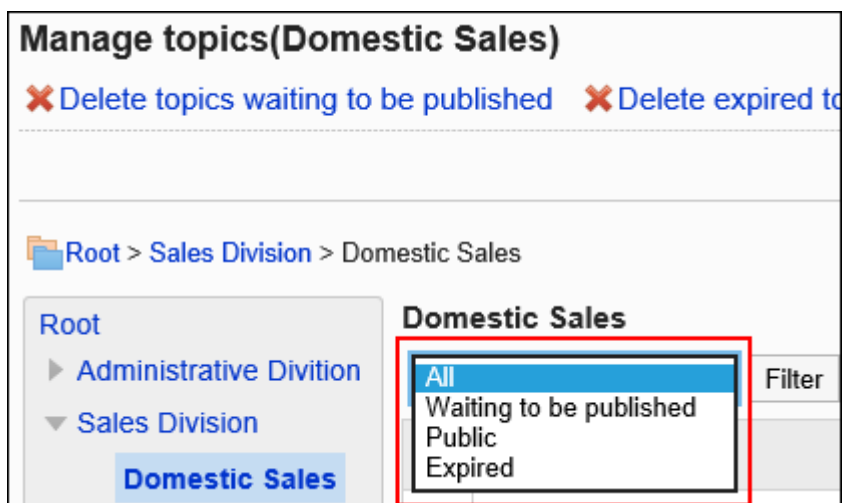 Manage topics(Domestic Sales)
Delete topics waiting to be published Delete expired
Root > Sales Division > Domestic Sales
Root
Administrative Divition
Sales Division
Domestic Sales
Domestic Sales
All
Waiting to be published
Public
Expired
Filter